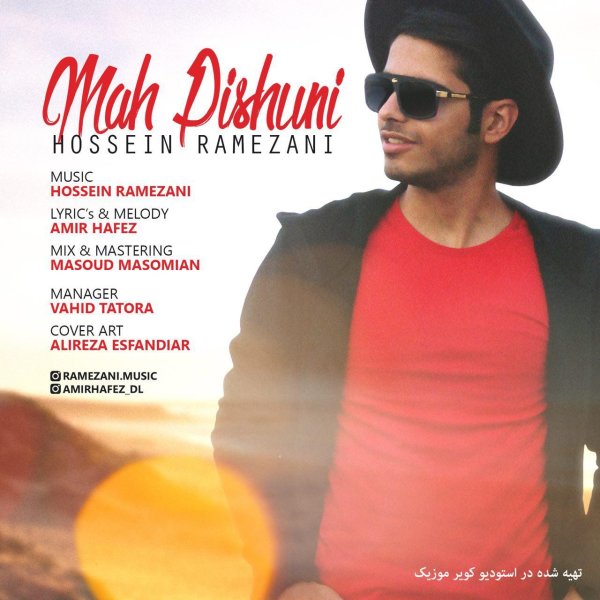 Mah Pishuni
HOSSEIN RAMEZANI
MUSIC
HOSSEIN RAMEZANI
LYRIC's & MELODY
AMIR HAFEZ
MIX & MASTERING
MASOUD MASOMIAN
MANAGER
VAHID TATORA
COVER ART
ALIREZA ESFANDIAR
RAMEZANI.MUSIC
AMIRHAFEZ_DL
تهیه شده در استودیو کویر موزیک